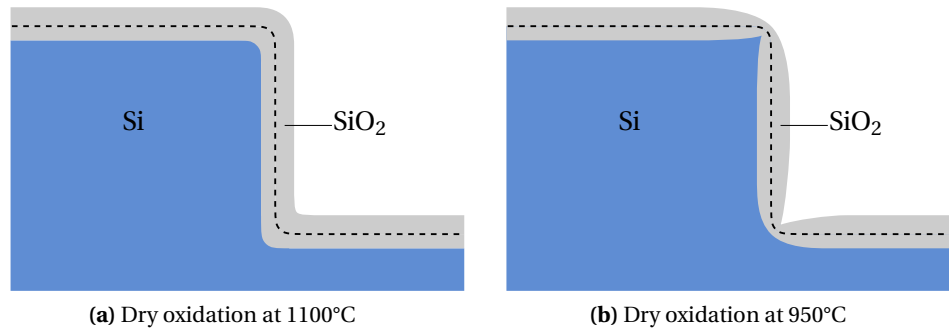 Si
SiO₂
Si
SiO₂
(a) Dry oxidation at 1100°C
(b) Dry oxidation at 950°C